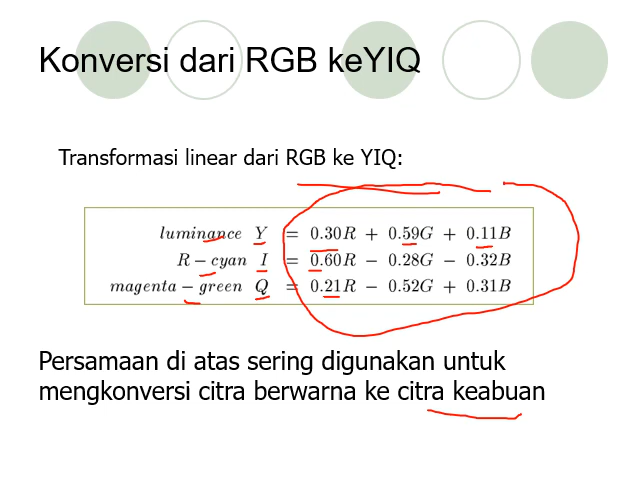 Konversi dari RGB keYIQ
Transformasi linear dari RGB ke YIQ:
luminance Y = 0.30R + 0.59G + 0.11B
R − cyan I = 0.60R − 0.28G − 0.32B
magenta − green Q = 0.21R − 0.52G + 0.31B
Persamaan di atas sering digunakan untuk
mengkonversi citra berwarna ke citra keabuan